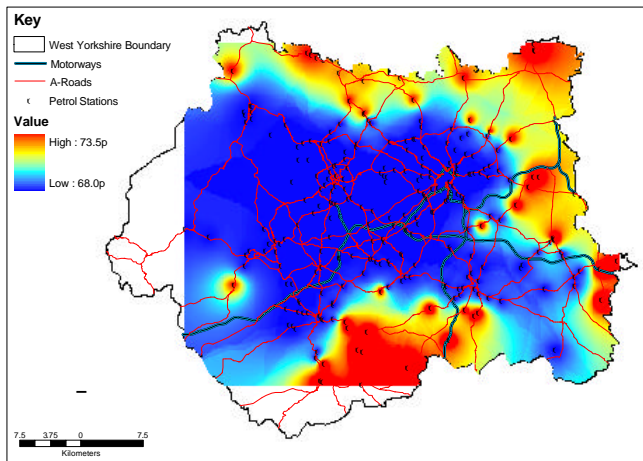 Key
West Yorkshire Boundary
Motorways
A-Roads
Petrol Stations
Value
High : 73.5p
Low : 68.0p
7.5 3.75 0 7.5
Kilometers